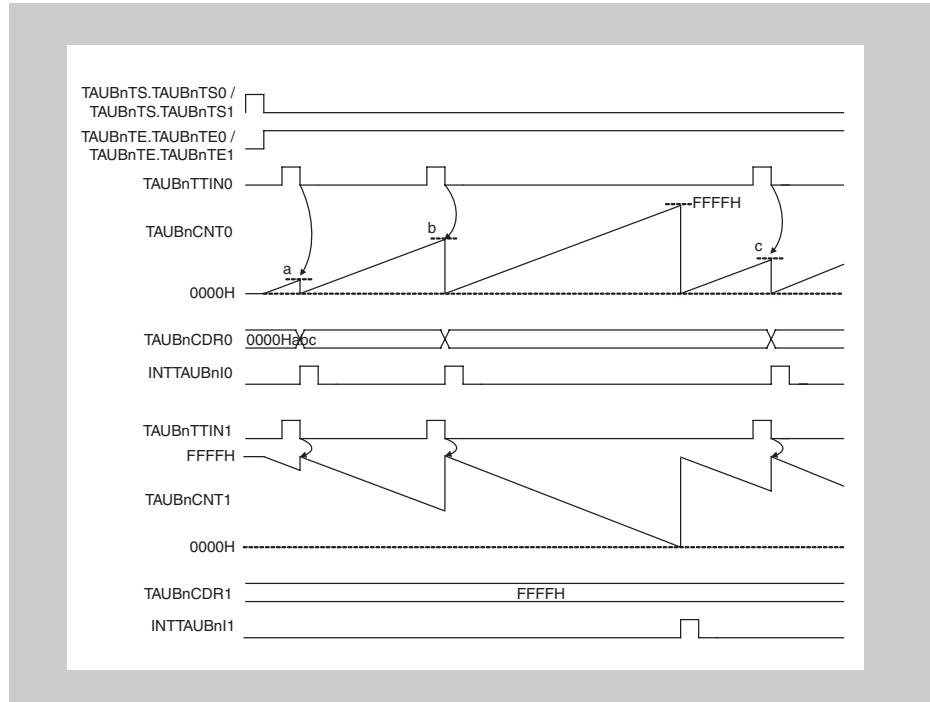 TAUBnTS.TAUBnTS0 /
TAUBnTS.TAUBnTS1
TAUBnTE.TAUBnTE0 /
TAUBnTE.TAUBnTE1
TAUBnTTIN0
FFFFH
b
TAUBnCNT0
c
a
0000H
TAUBnCDR0 0000Habc
INTTAUBnI0
TAUBnTTIN1
FFFFH
TAUBnCNT1
0000H
TAUBnCDR1 FFFFH
INTTAUBnI1